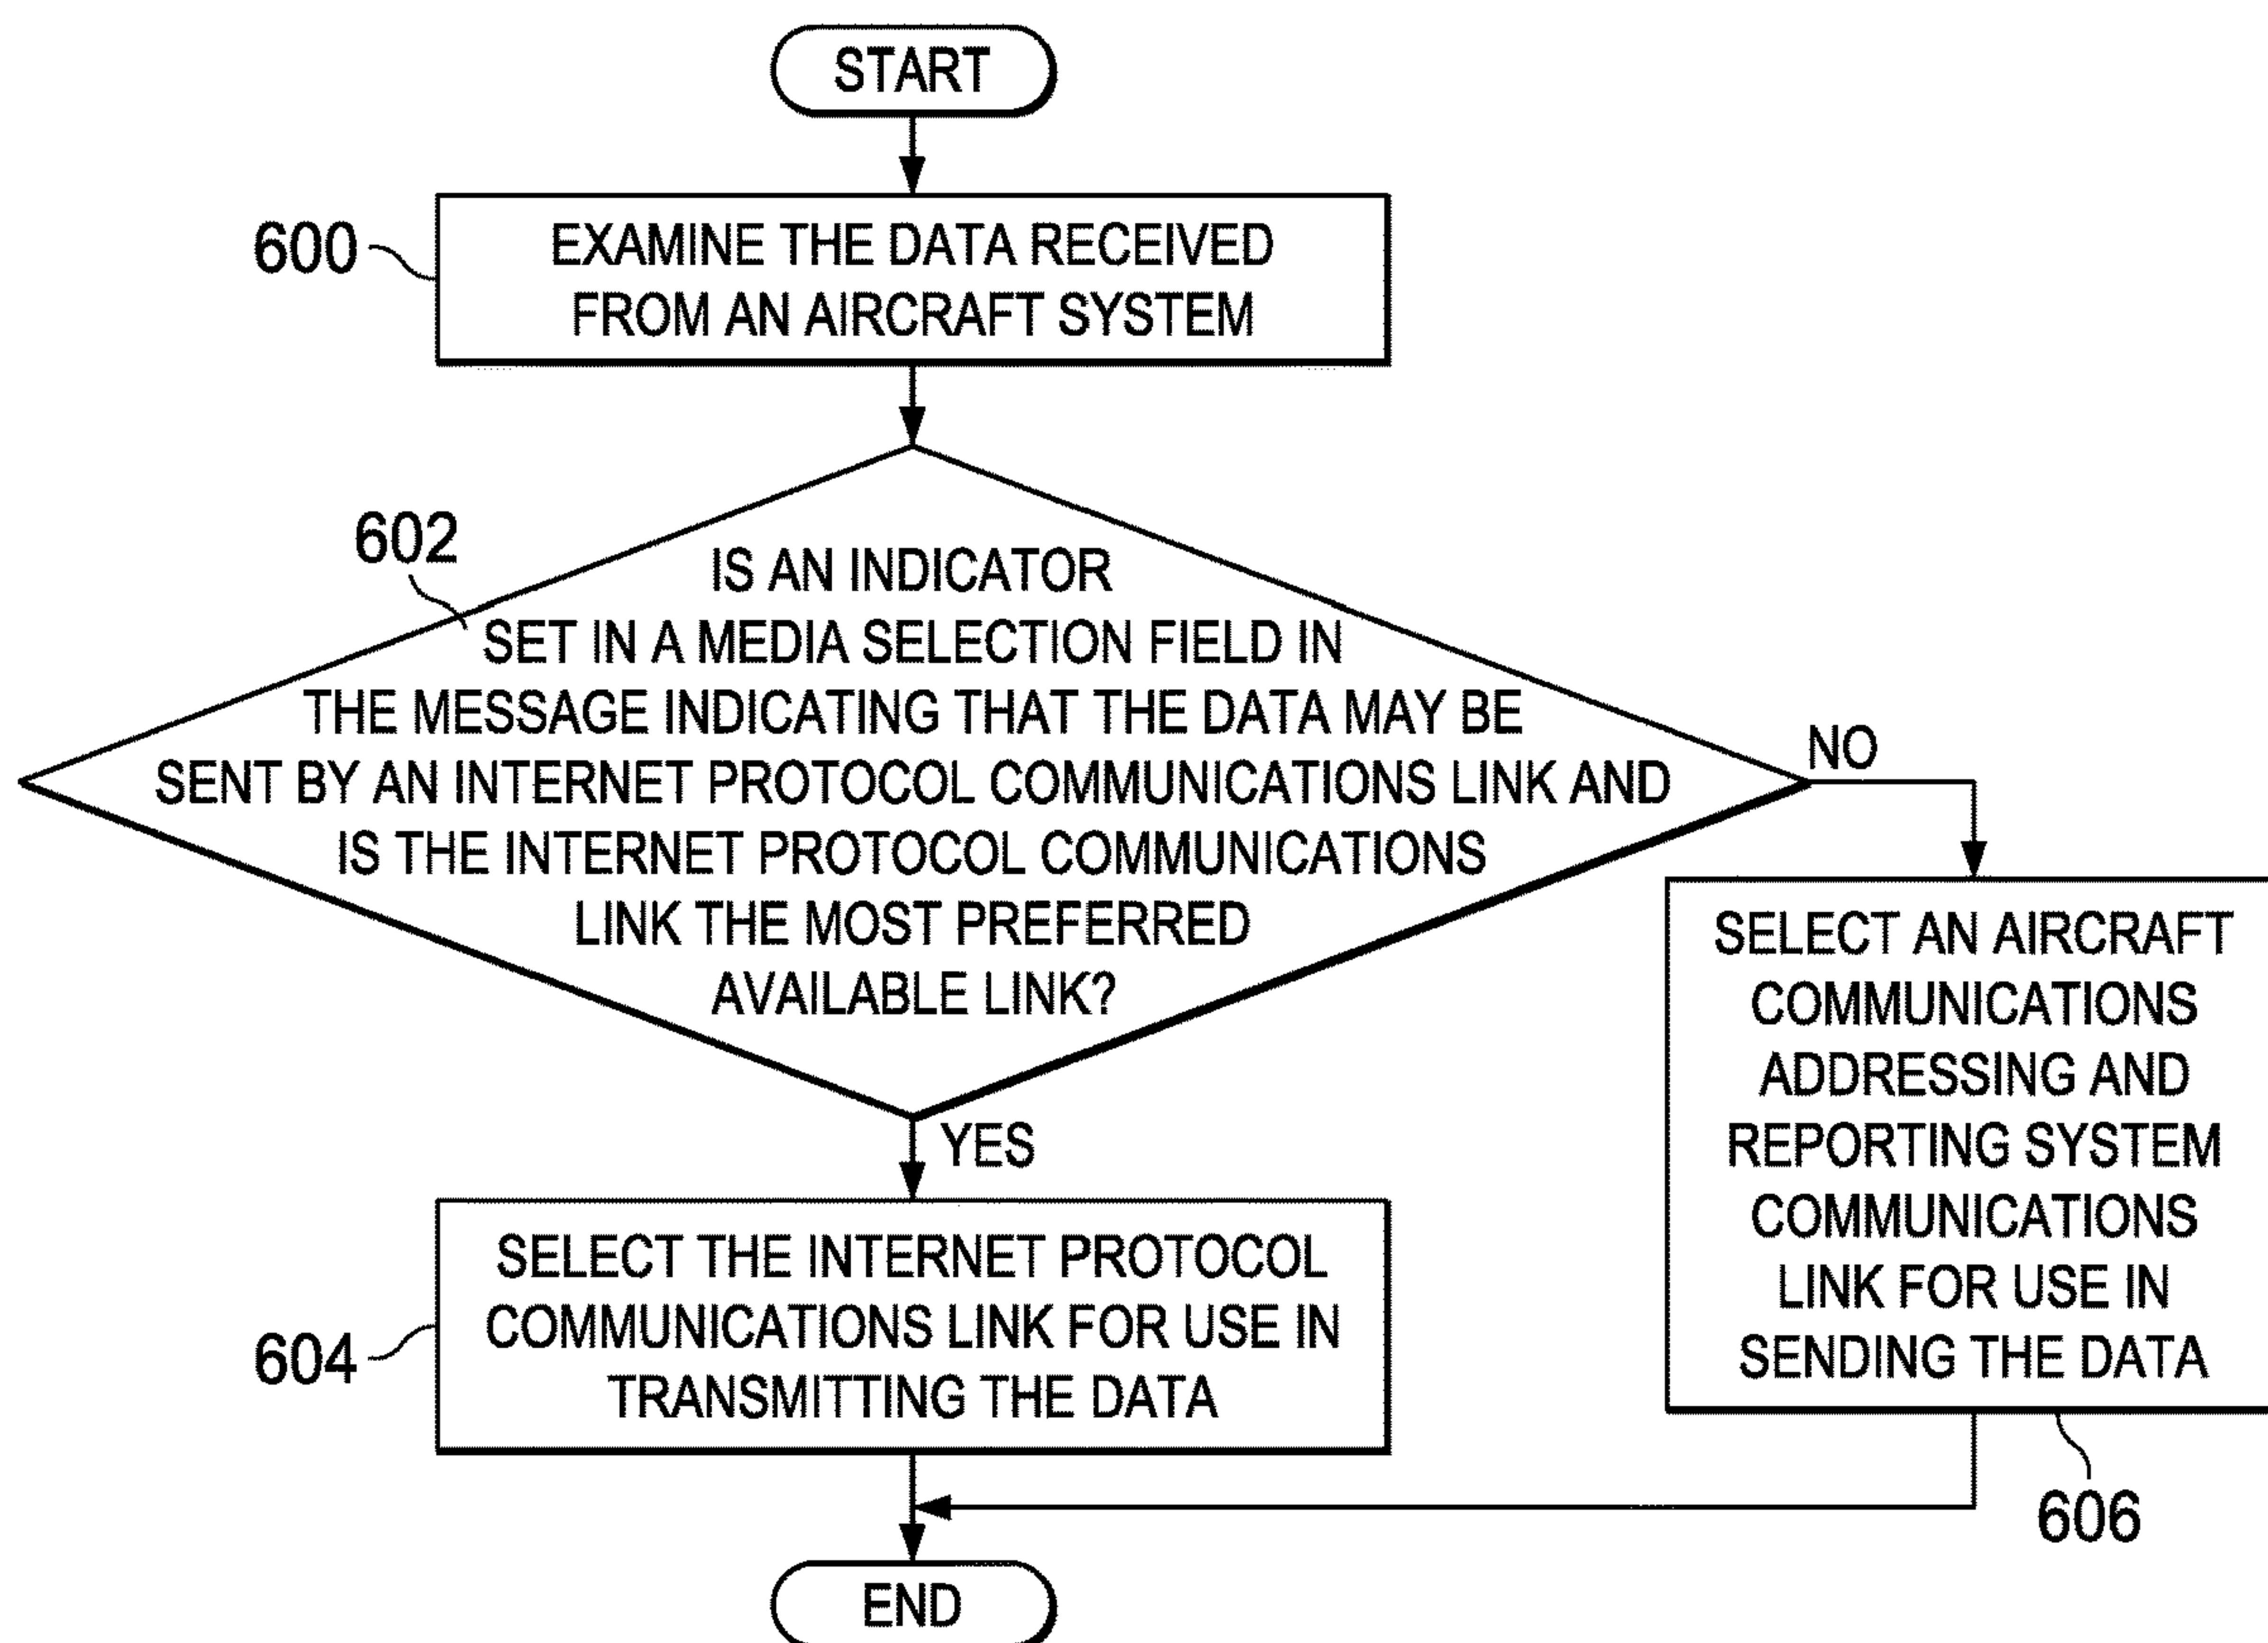 START
600
EXAMINE THE DATA RECEIVED
FROM AN AIRCRAFT SYSTEM
602
IS AN INDICATOR
SET IN A MEDIA SELECTION FIELD IN
THE MESSAGE INDICATING THAT THE DATA MAY BE
SENT BY AN INTERNET PROTOCOL COMMUNICATIONS LINK AND
IS THE INTERNET PROTOCOL COMMUNICATIONS
LINK THE MOST PREFERRED
AVAILABLE LINK?
NO
YES
604
SELECT THE INTERNET PROTOCOL
COMMUNICATIONS LINK FOR USE IN
TRANSMITTING THE DATA
SELECT AN AIRCRAFT
COMMUNICATIONS
ADDRESSING AND
REPORTING SYSTEM
COMMUNICATIONS
LINK FOR USE IN
SENDING THE DATA
606
END